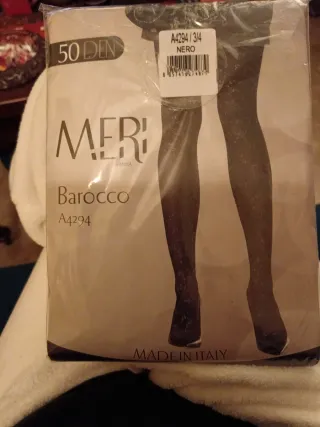 50 DEN
A4294 / 3/4
NERO
MERI
Barocco
A4294
MADE IN ITALY